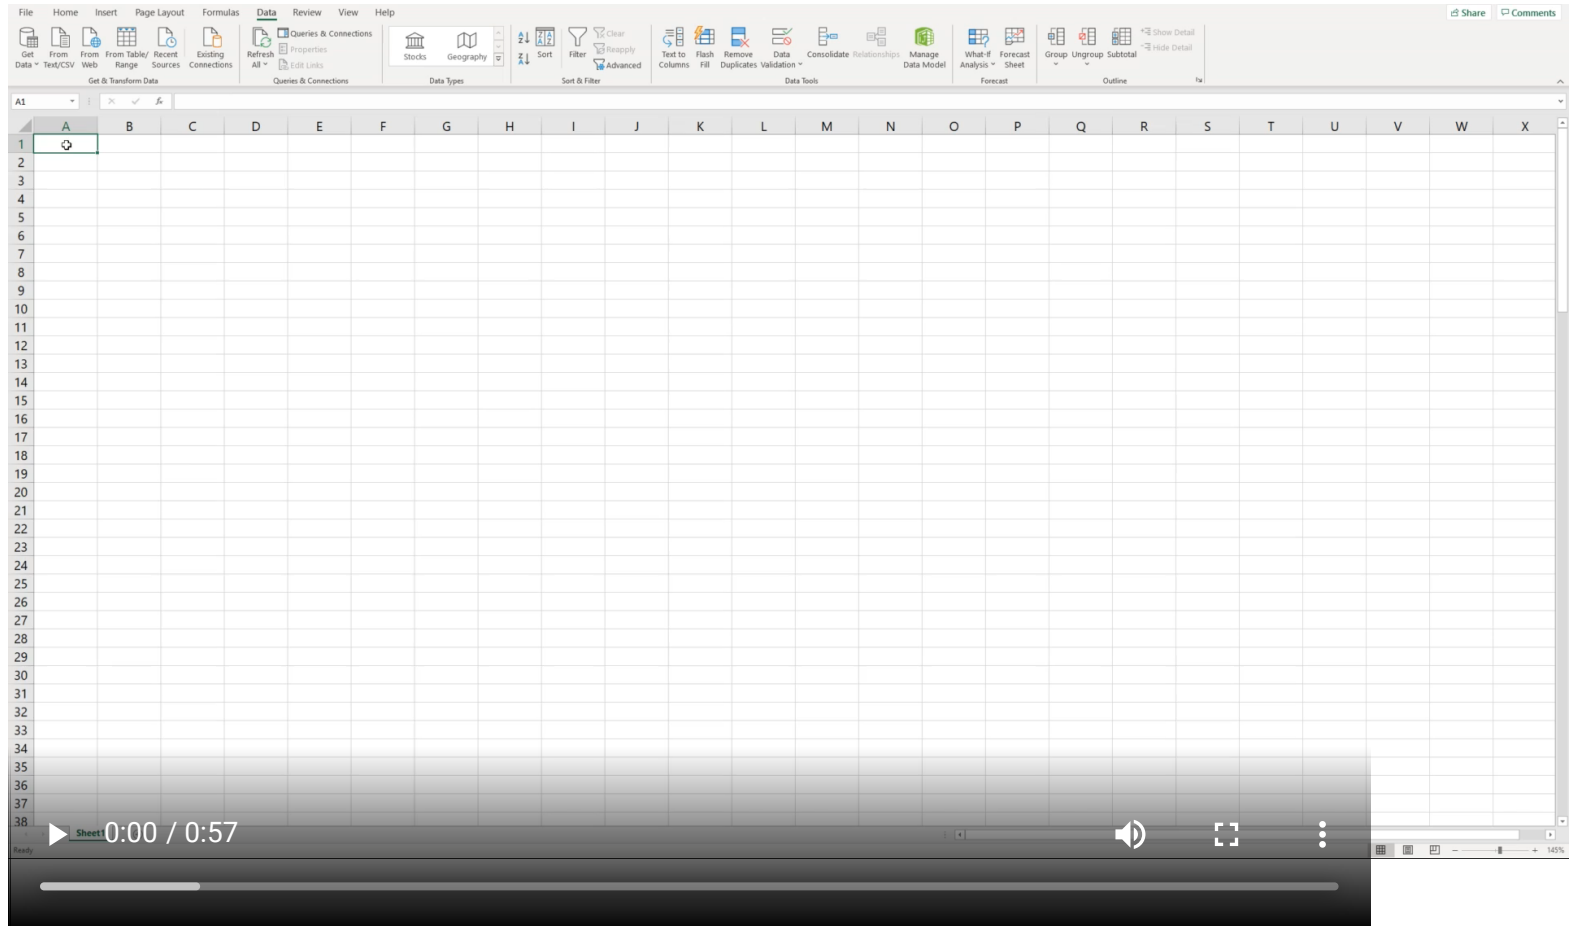 File Home Insert Page Layout Formulas Data Review View Help Share Comments
Get Data From Text/CSV From Web From Table/ Range Recent Sources Existing Connections
Get & Transform Data
Refresh All Queries & Connections Properties Edit Links
Queries & Connections
Stocks Geography
Data Types
Sort Filter Clear Reapply Advanced
Sort & Filter
Text to Columns Flash Fill Remove Duplicates Data Validation Consolidate Relationships Manage Data Model
Data Tools
What-If Analysis Forecast Sheet
Forecast
Group Ungroup Subtotal Show Detail Hide Detail
Outline
A1 fx
A B C D E F G H I J K L M N O P Q R S T U V W X
1
2
3
4
5
6
7
8
9
10
11
12
13
14
15
16
17
18
19
20
21
22
23
24
25
26
27
28
29
30
31
32
33
34
35
36
37
38
Sheet1 0:00 / 0:57
Ready 145%